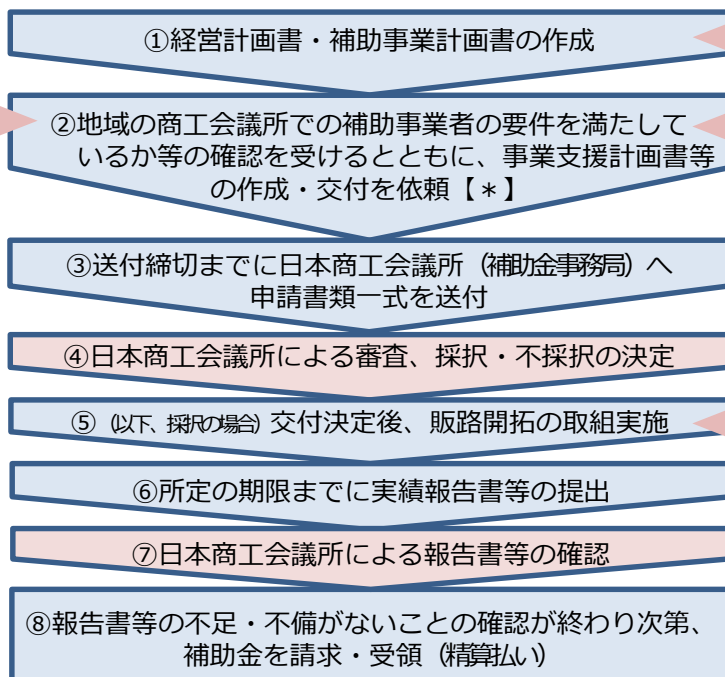 ①経営計画書・補助事業計画書の作成
②地域の商工会議所での補助事業者の要件を満たして
いるか等の確認を受けるとともに、事業支援計画書等
の作成・交付を依頼【＊】
③送付締切までに日本商工会議所（補助金事務局）へ
申請書類一式を送付
④日本商工会議所による審査、採択・不採択の決定
⑤（以下、採択の場合）交付決定後、販路開拓の取組実施
⑥所定の期限までに実績報告書等の提出
⑦日本商工会議所による報告書等の確認
⑧報告書等の不足・不備がないことの確認が終わり次第、
補助金を請求・受領（精算払い）